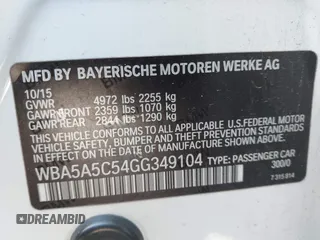 MFD BY BAYERISCHE MOTOREN WERKE AG
10/15
GVWR 4972 lbs 2255 kg
GAWR FRONT 2359 lbs 1070 kg
GAWR REAR 2844 lbs 1290 kg
THIS VEHICLE CONFORMS TO ALL APPLICABLE
U.S. FEDERAL MOTOR VEHICLE SAFETY, BUMPER,
AND THEFT PREVENTION STANDARDS IN EFFECT
ON THE DATE OF MANUFACTURE SHOWN ABOVE.
WBA5A5C54GG349104 TYPE: PASSENGER CAR
300/0
7315814
AUTOBIDMASTER